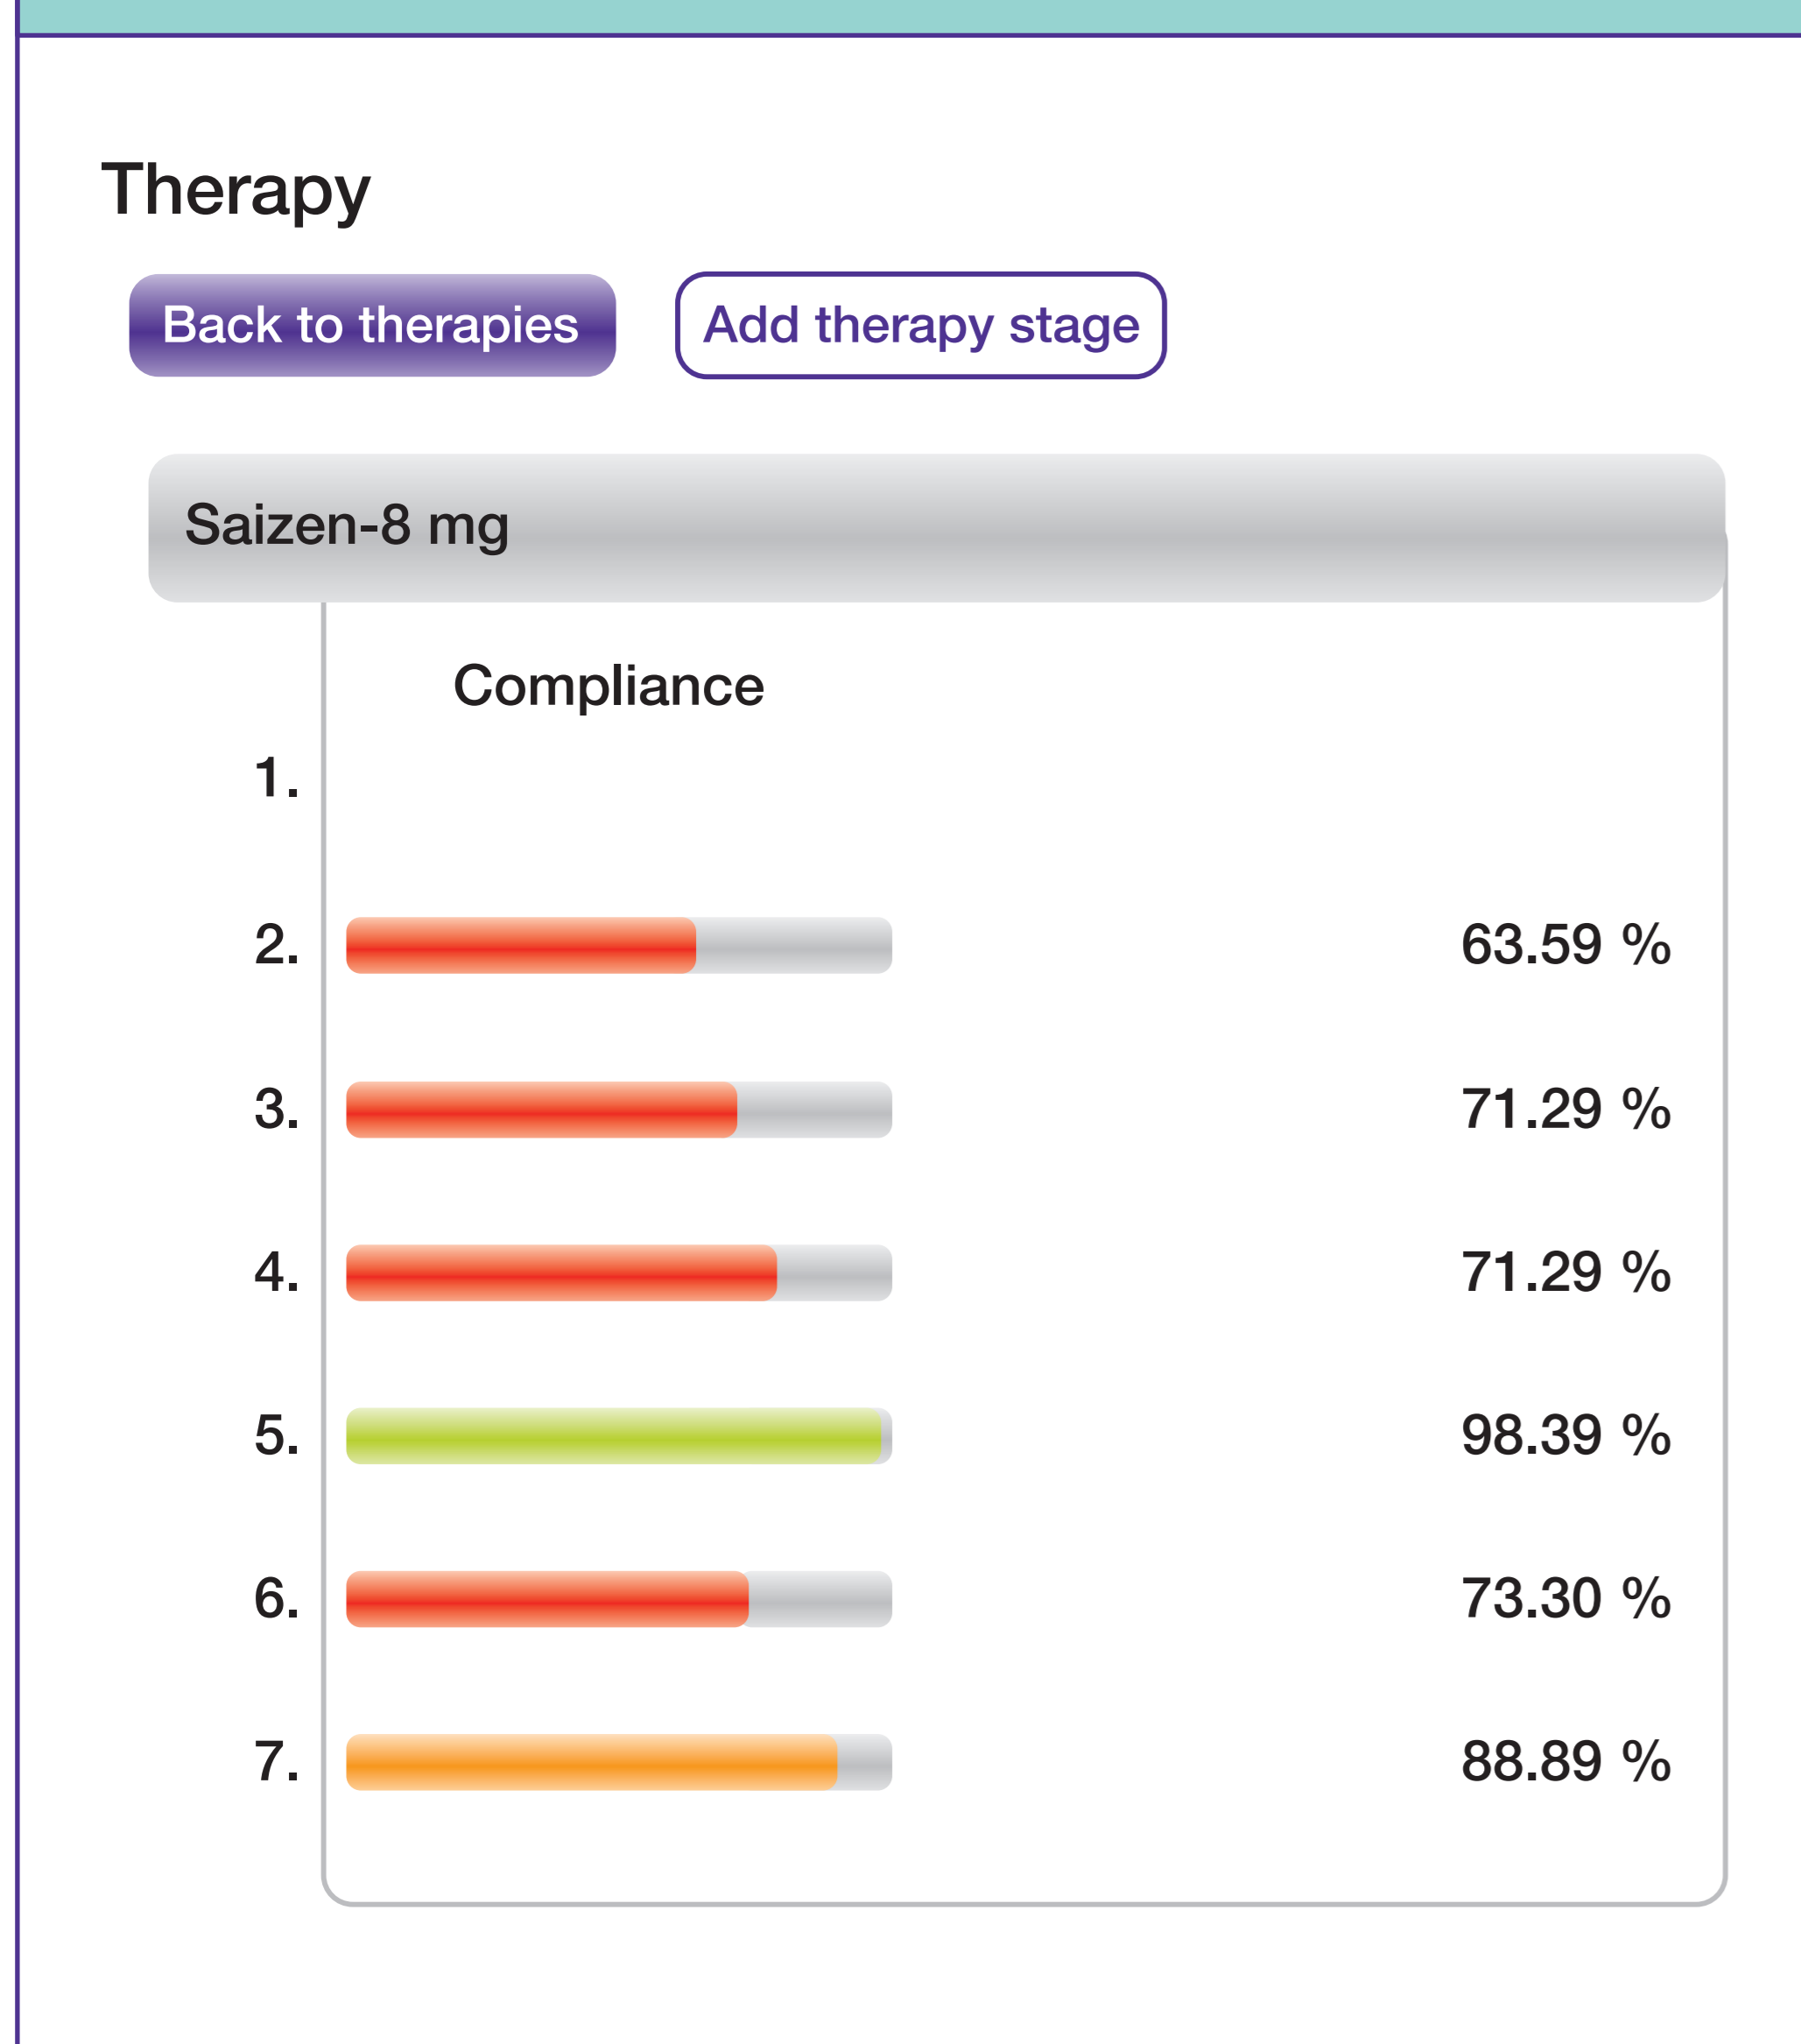 Therapy
Back to therapies Add therapy stage
Saizen-8 mg
Compliance
1.
2. 63.59 %
3. 71.29 %
4. 71.29 %
5. 98.39 %
6. 73.30 %
7. 88.89 %